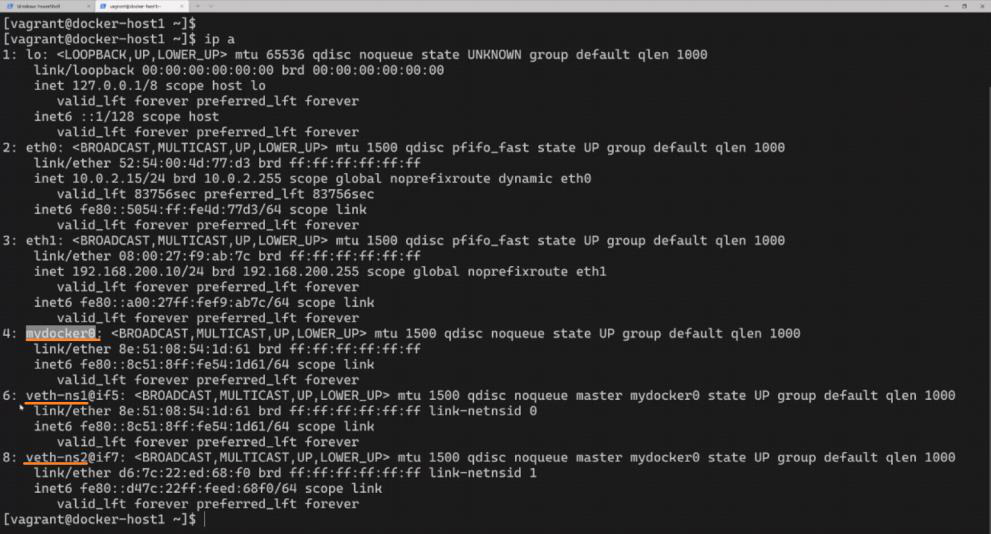 Windows PowerShell
vagrant@docker-host1:~
[vagrant@docker-host1 ~]$
[vagrant@docker-host1 ~]$ ip a
1: lo: <LOOPBACK,UP,LOWER_UP> mtu 65536 qdisc noqueue state UNKNOWN group default qlen 1000
link/loopback 00:00:00:00:00:00 brd 00:00:00:00:00:00
inet 127.0.0.1/8 scope host lo
valid_lft forever preferred_lft forever
inet6 ::1/128 scope host
valid_lft forever preferred_lft forever
2: eth0: <BROADCAST,MULTICAST,UP,LOWER_UP> mtu 1500 qdisc pfifo_fast state UP group default qlen 1000
link/ether 52:54:00:4d:77:d3 brd ff:ff:ff:ff:ff:ff
inet 10.0.2.15/24 brd 10.0.2.255 scope global noprefixroute dynamic eth0
valid_lft 83756sec preferred_lft 83756sec
inet6 fe80::5054:ff:fe4d:77d3/64 scope link
valid_lft forever preferred_lft forever
3: eth1: <BROADCAST,MULTICAST,UP,LOWER_UP> mtu 1500 qdisc pfifo_fast state UP group default qlen 1000
link/ether 08:00:27:f9:ab:7c brd ff:ff:ff:ff:ff:ff
inet 192.168.200.10/24 brd 192.168.200.255 scope global noprefixroute eth1
valid_lft forever preferred_lft forever
inet6 fe80::a00:27ff:fef9:ab7c/64 scope link
valid_lft forever preferred_lft forever
4: mydocker0: <BROADCAST,MULTICAST,UP,LOWER_UP> mtu 1500 qdisc noqueue state UP group default qlen 1000
link/ether 8e:51:08:54:1d:61 brd ff:ff:ff:ff:ff:ff
inet6 fe80::8c51:8ff:fe54:1d61/64 scope link
valid_lft forever preferred_lft forever
6: veth-ns1@if5: <BROADCAST,MULTICAST,UP,LOWER_UP> mtu 1500 qdisc noqueue master mydocker0 state UP group default qlen 1000
link/ether 8e:51:08:54:1d:61 brd ff:ff:ff:ff:ff:ff link-netnsid 0
inet6 fe80::8c51:8ff:fe54:1d61/64 scope link
valid_lft forever preferred_lft forever
8: veth-ns2@if7: <BROADCAST,MULTICAST,UP,LOWER_UP> mtu 1500 qdisc noqueue master mydocker0 state UP group default qlen 1000
link/ether d6:7c:22:ed:68:f0 brd ff:ff:ff:ff:ff:ff link-netnsid 1
inet6 fe80::d47c:22ff:feed:68f0/64 scope link
valid_lft forever preferred_lft forever
[vagrant@docker-host1 ~]$